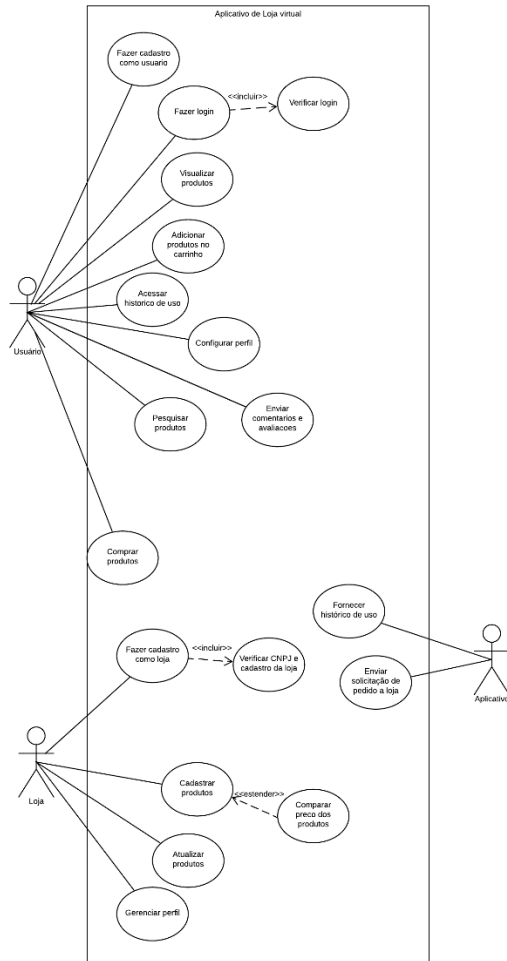 Aplicativo de Loja virtual
Fazer cadastro
como usuario
Fazer login
<<incluir>>
Verificar login
Visualizar
produtos
Adicionar
produtos no
carrinho
Acessar
historico de uso
Usuário
Configurar perfil
Pesquisar
produtos
Enviar
comentarios e
avaliacoes
Comprar
produtos
Fornecer
histórico de uso
Fazer cadastro
como loja
<<incluir>>
Verificar CNPJ e
cadastro da loja
Enviar
solicitação de
pedido a loja
Aplicativo
Loja
Cadastrar
produtos
<<estender>>
Comparar
preco dos
produtos
Atualizar
produtos
Gerenciar perfil